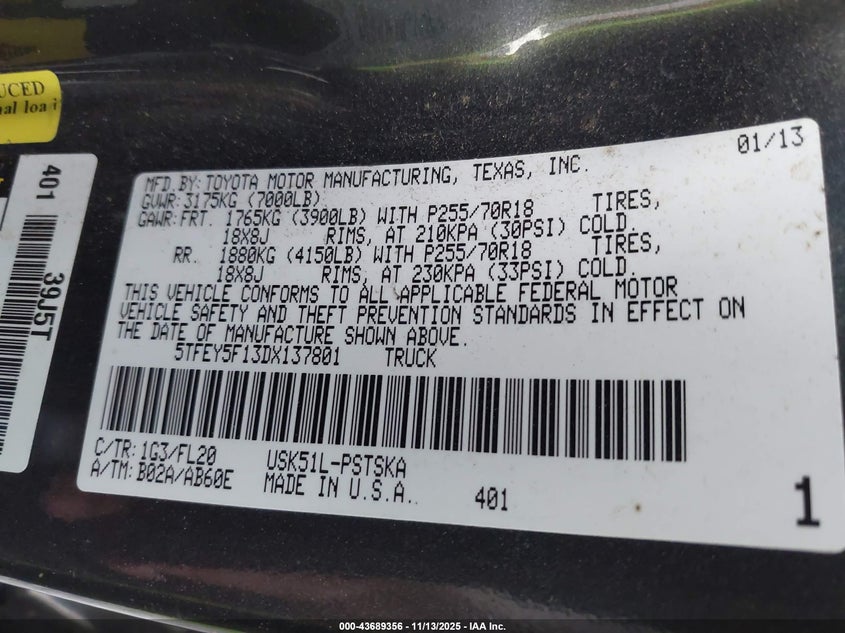 UCED
nal loa
401
39J5T
01/13
MFD.BY:TOYOTA MOTOR MANUFACTURING, TEXAS, INC.
GVWR:3175KG (7000LB)
GAWR:FRT. 1765KG (3900LB) WITH P255/70R18 TIRES,
18X8J RIMS, AT 210KPA (30PSI) COLD.
RR. 1880KG (4150LB) WITH P255/70R18 TIRES,
18X8J RIMS, AT 230KPA (33PSI) COLD.
THIS VEHICLE CONFORMS TO ALL APPLICABLE FEDERAL MOTOR
VEHICLE SAFETY AND THEFT PREVENTION STANDARDS IN EFFECT ON
THE DATE OF MANUFACTURE SHOWN ABOVE.
5TFEY5F13DX137801 TRUCK
C/TR:1G3/FL20 USK51L-PSTSKA
A/TM:B02A/AB60E MADE IN U.S.A. 401
1
000-43689356 - 11/13/2025 - IAA Inc.